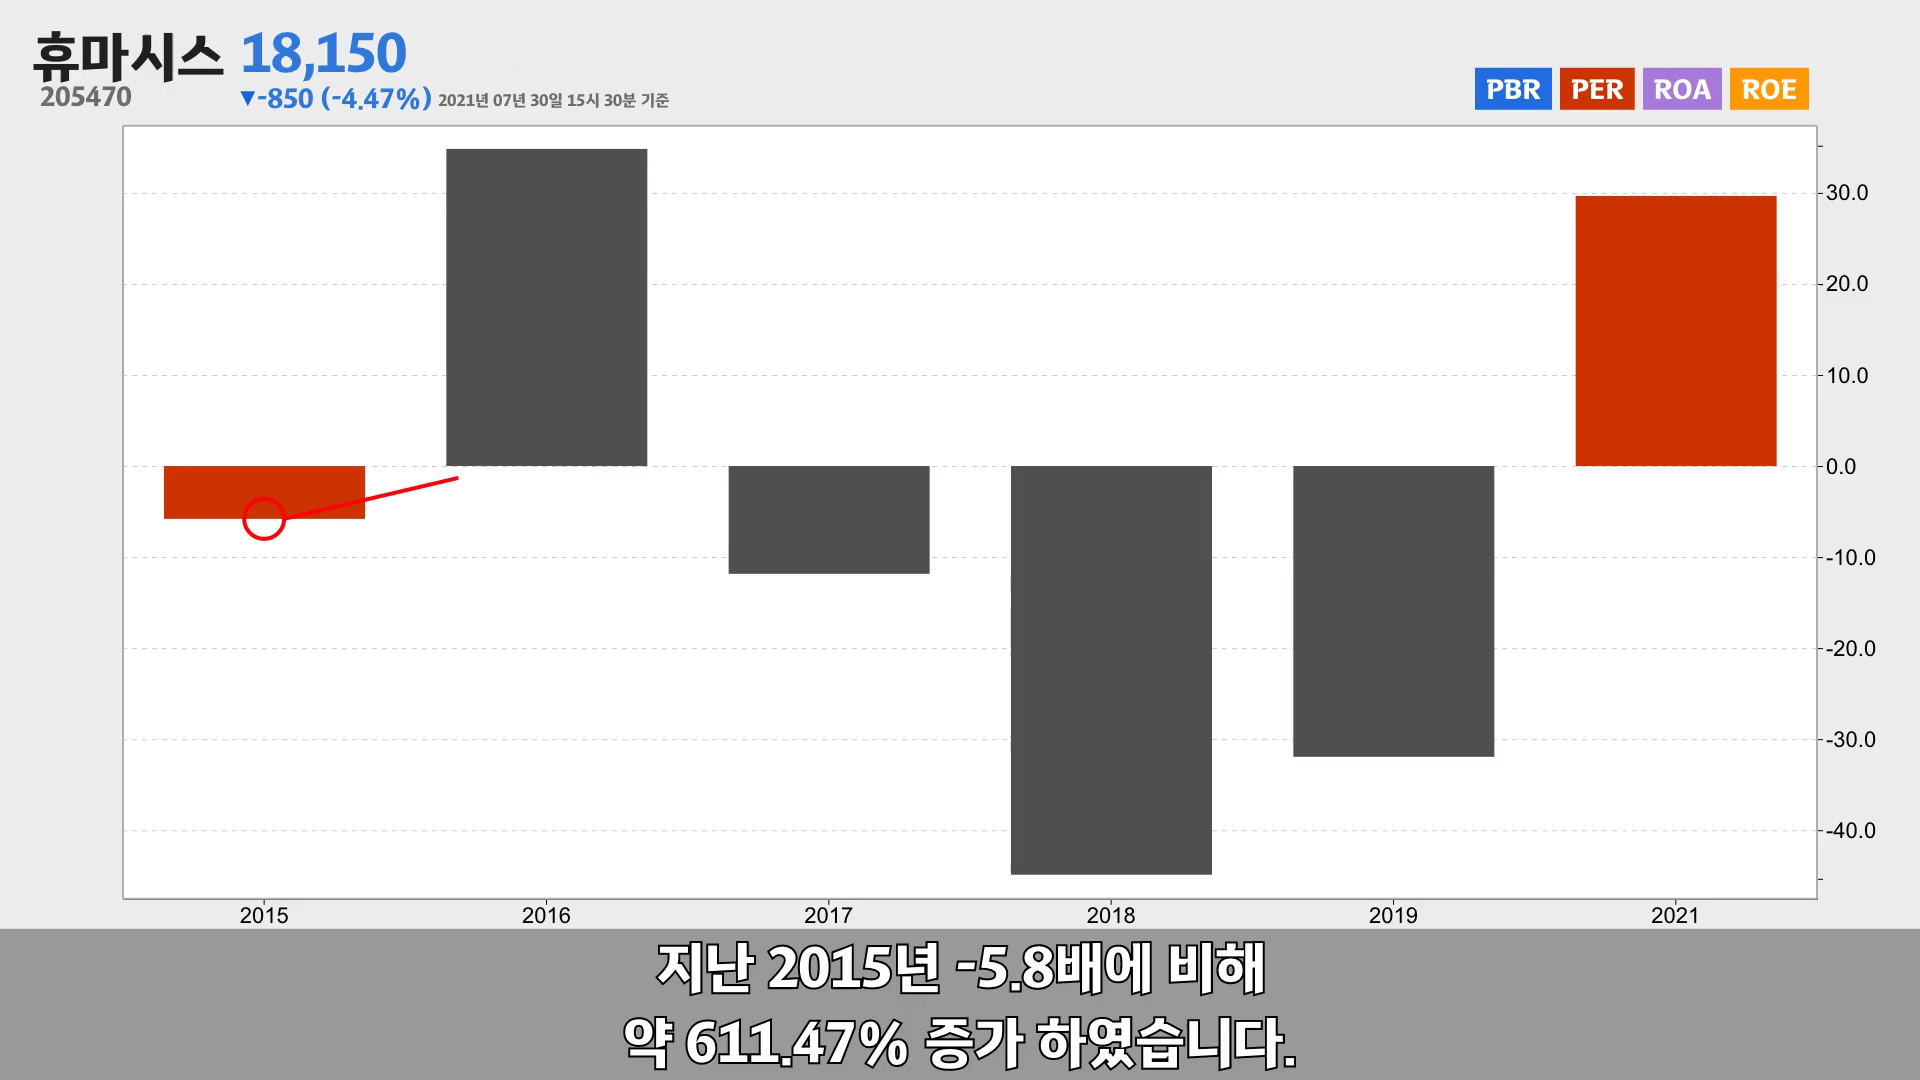 휴마시스 18,150
205470
▼-850 (-4.47%) 2021년 07년 30일 15시 30분 기준
PBR PER ROA ROE
30.0
20.0
10.0
0.0
-10.0
-20.0
-30.0
-40.0
2015 2016 2017 2018 2019 2021
지난 2015년 -5.8배에 비해
약 611.47% 증가 하였습니다.